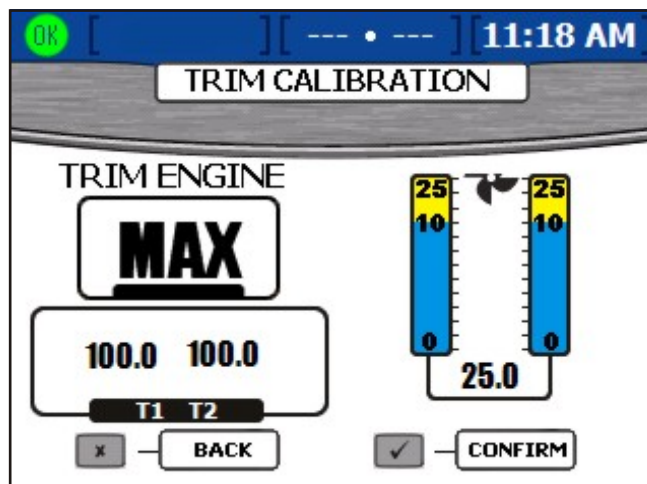 OK [ ] [ --- • --- ] [ 11:18 AM ]
TRIM CALIBRATION
TRIM ENGINE
MAX
100.0 100.0
T1 T2
25 25
10 10
0 0
25.0
x BACK
✓ CONFIRM